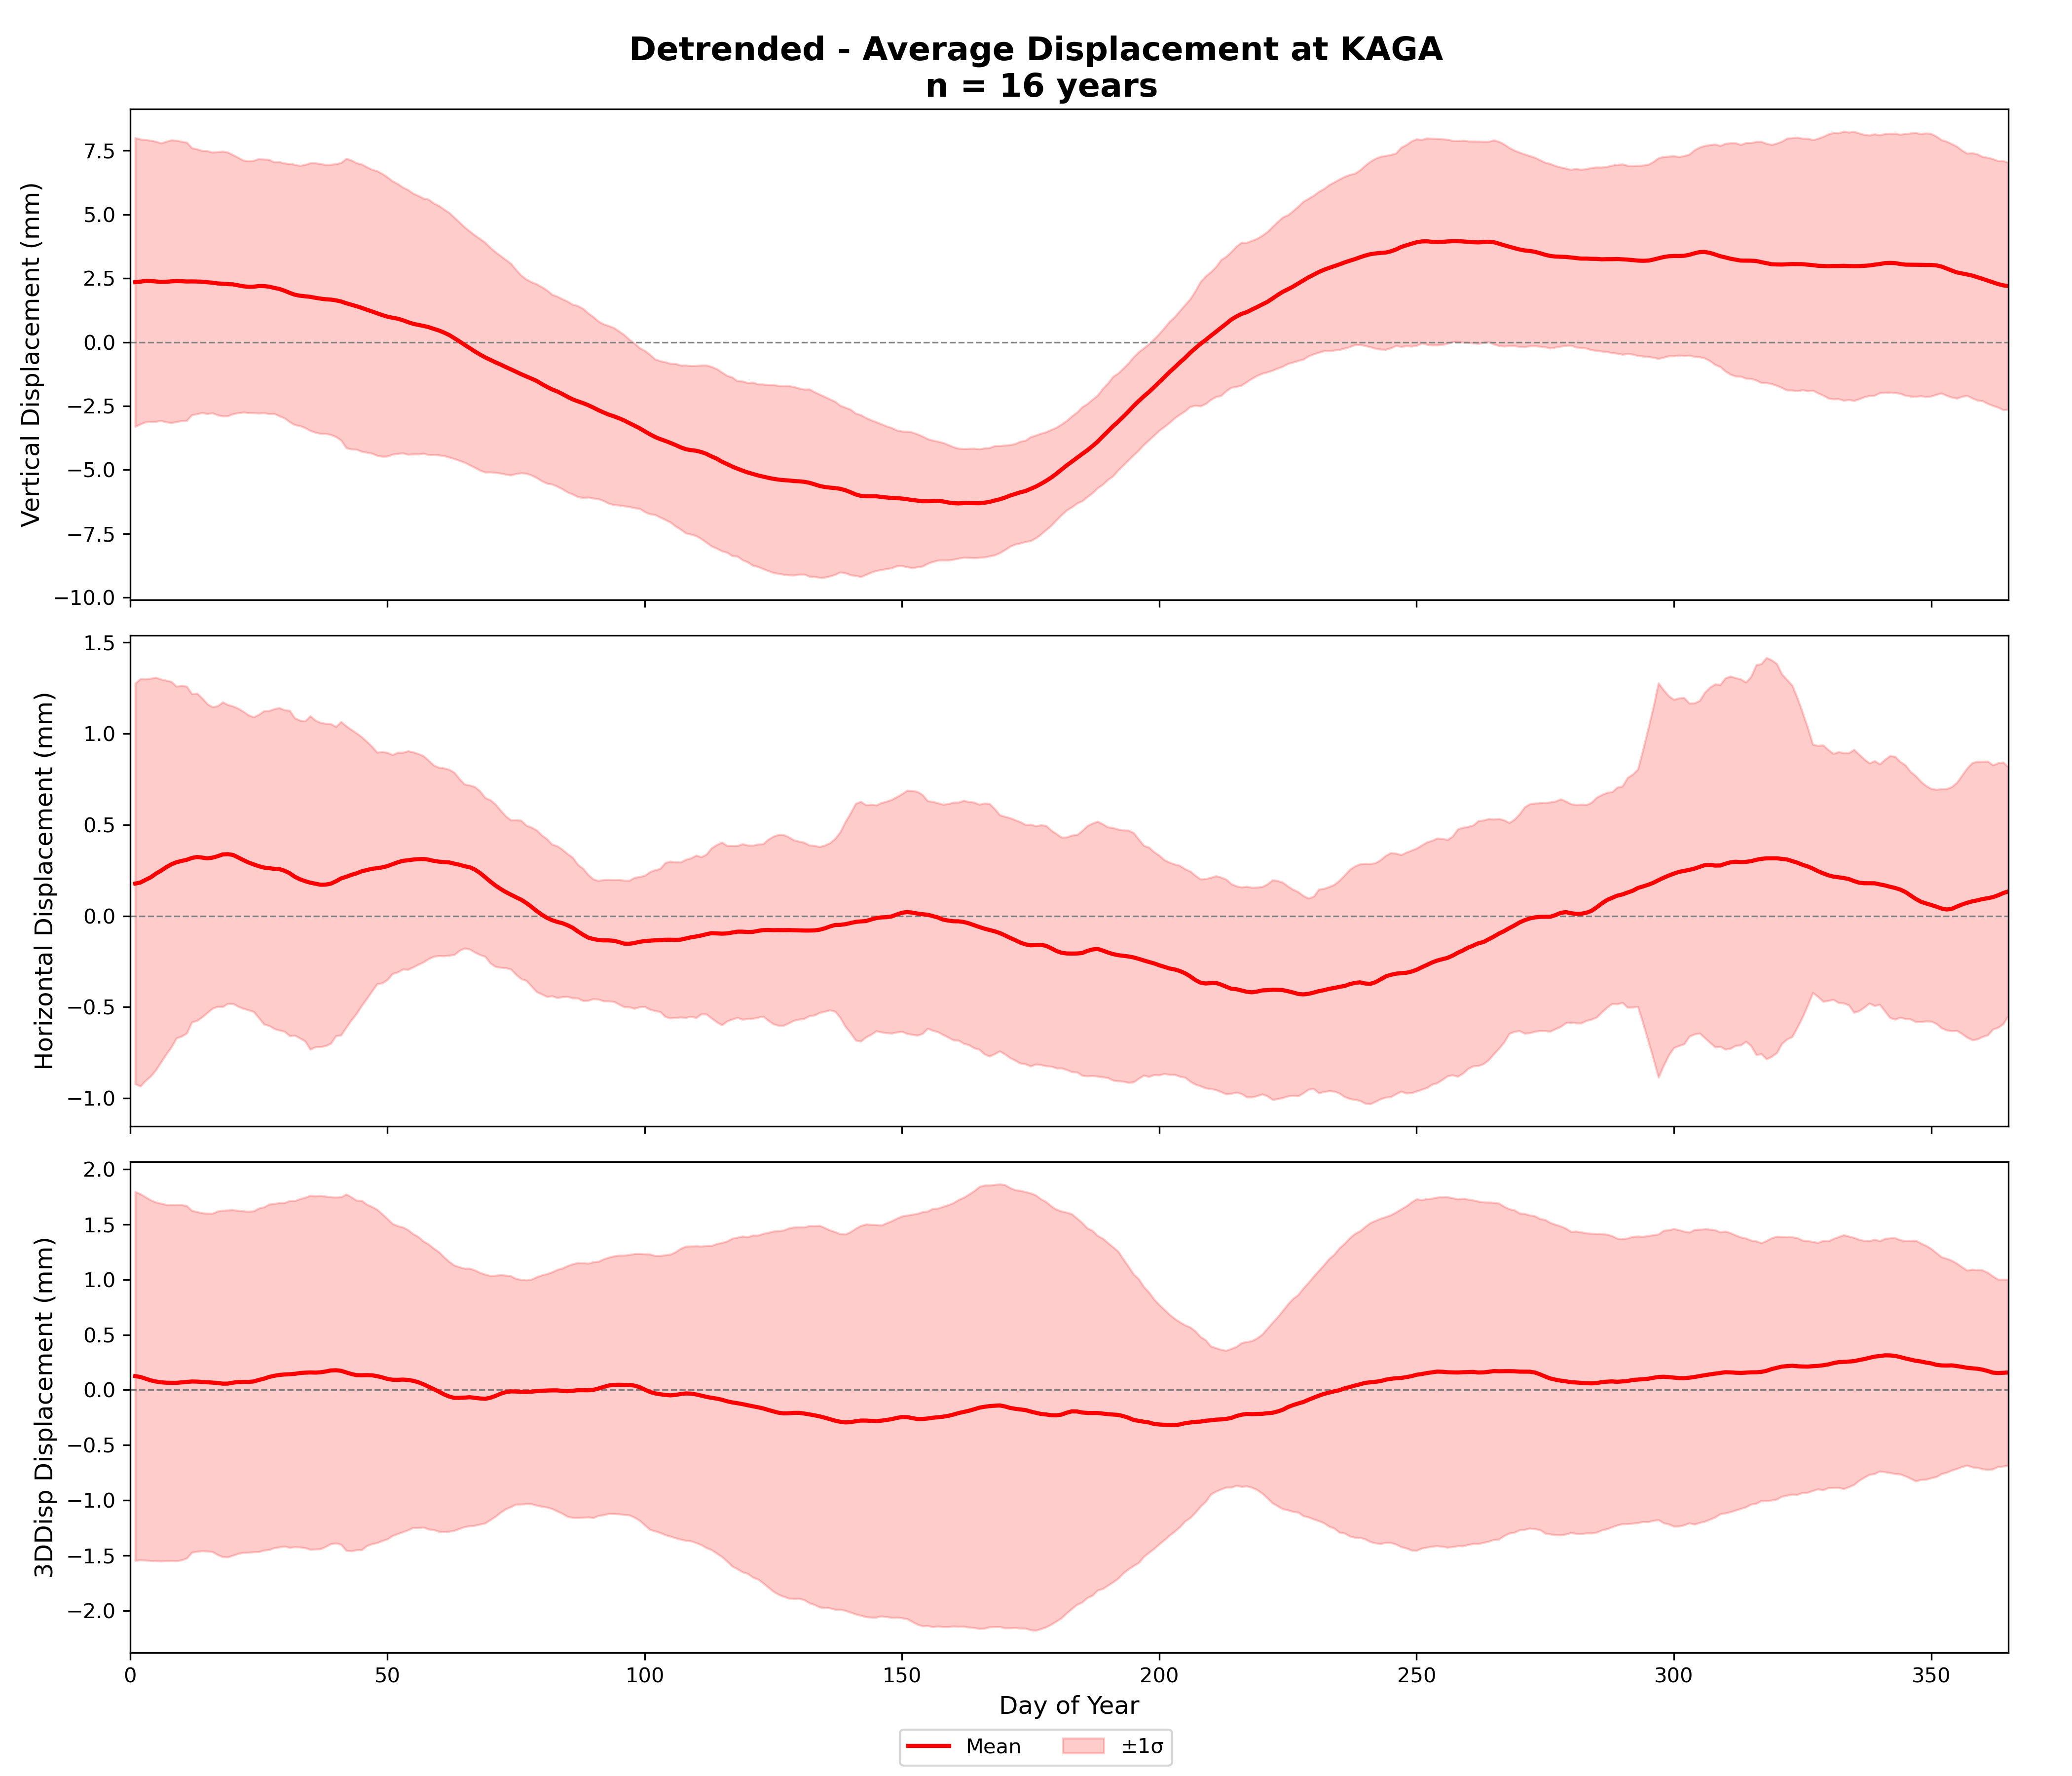 Detrended - Average Displacement at KAGA
n = 16 years
Vertical Displacement (mm)
7.5
5.0
2.5
0.0
−2.5
−5.0
−7.5
−10.0
Horizontal Displacement (mm)
1.5
1.0
0.5
0.0
−0.5
−1.0
3DDisp Displacement (mm)
2.0
1.5
1.0
0.5
0.0
−0.5
−1.0
−1.5
−2.0
0 50 100 150 200 250 300 350
Day of Year
Mean ±1σ